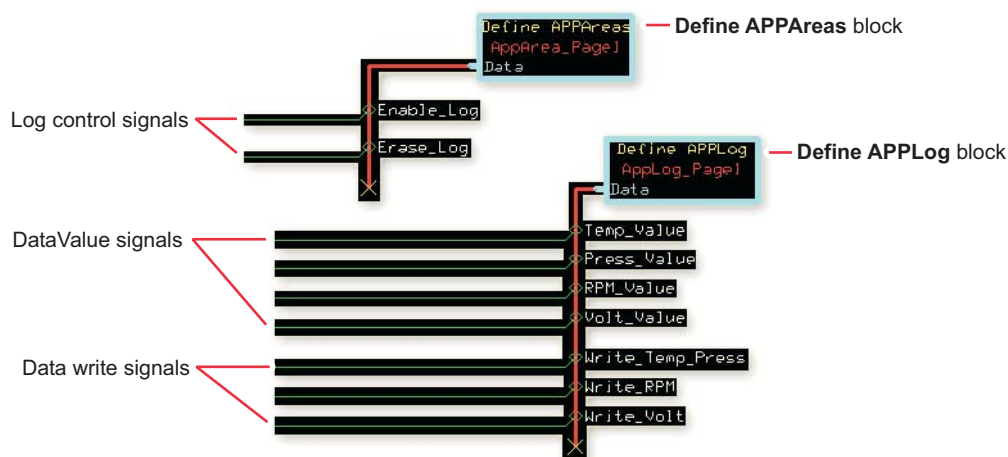 Define APPAreas
AppArea_Page1
Data
Define APPAreas block
Log control signals
Enable_Log
Erase_Log
Define APPLog
AppLog_Page1
Data
Define APPLog block
DataValue signals
Temp_Value
Press_Value
RPM_Value
Volt_Value
Data write signals
Write_Temp_Press
Write_RPM
Write_Volt